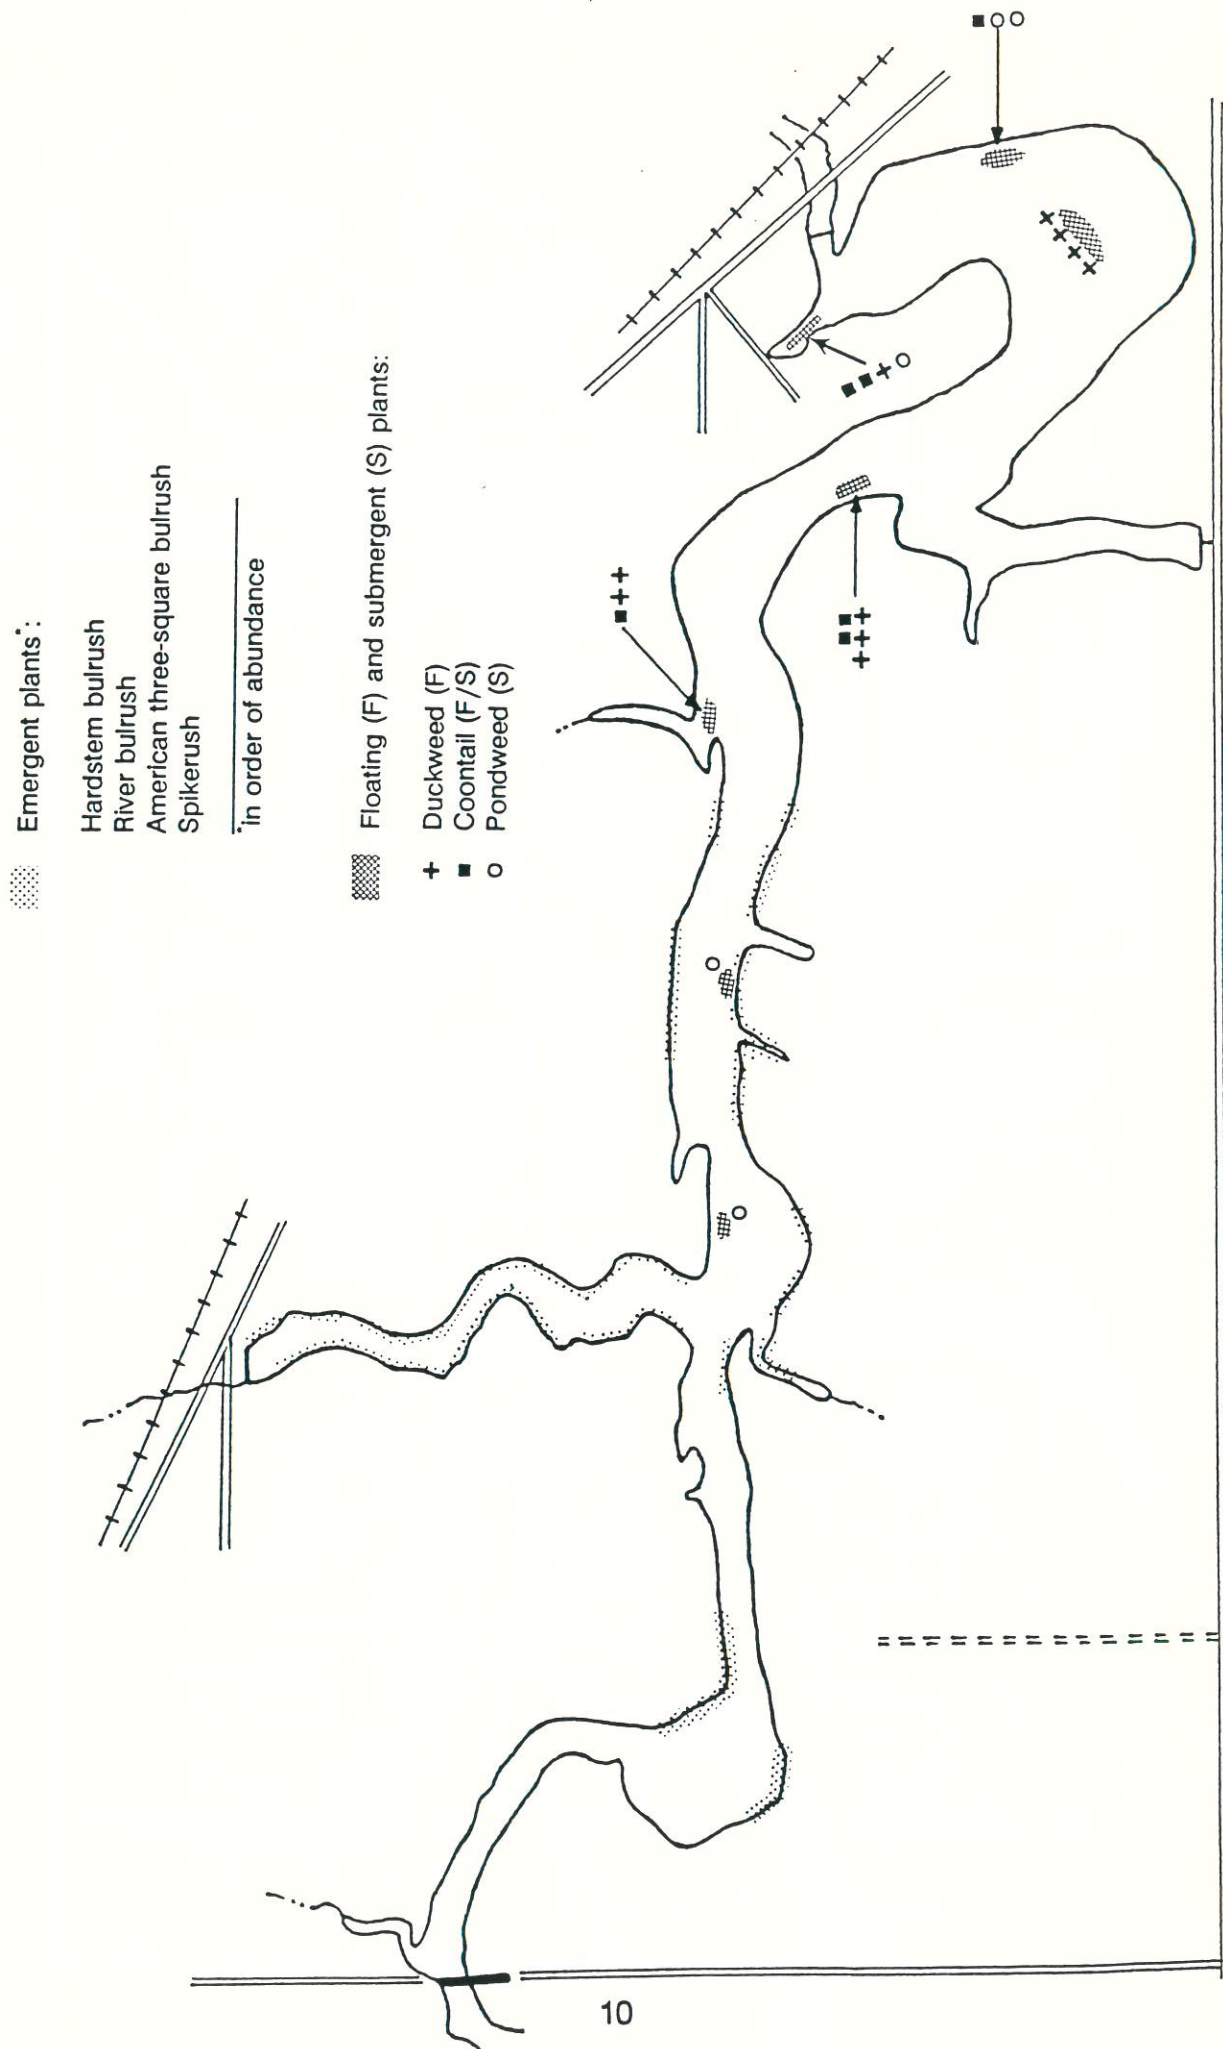 Emergent plants*:
Hardstem bulrush
River bulrush
American three-square bulrush
Spikerush
*in order of abundance
Floating (F) and submergent (S) plants:
+ Duckweed (F)
■ Coontail (F/S)
○ Pondweed (S)
10